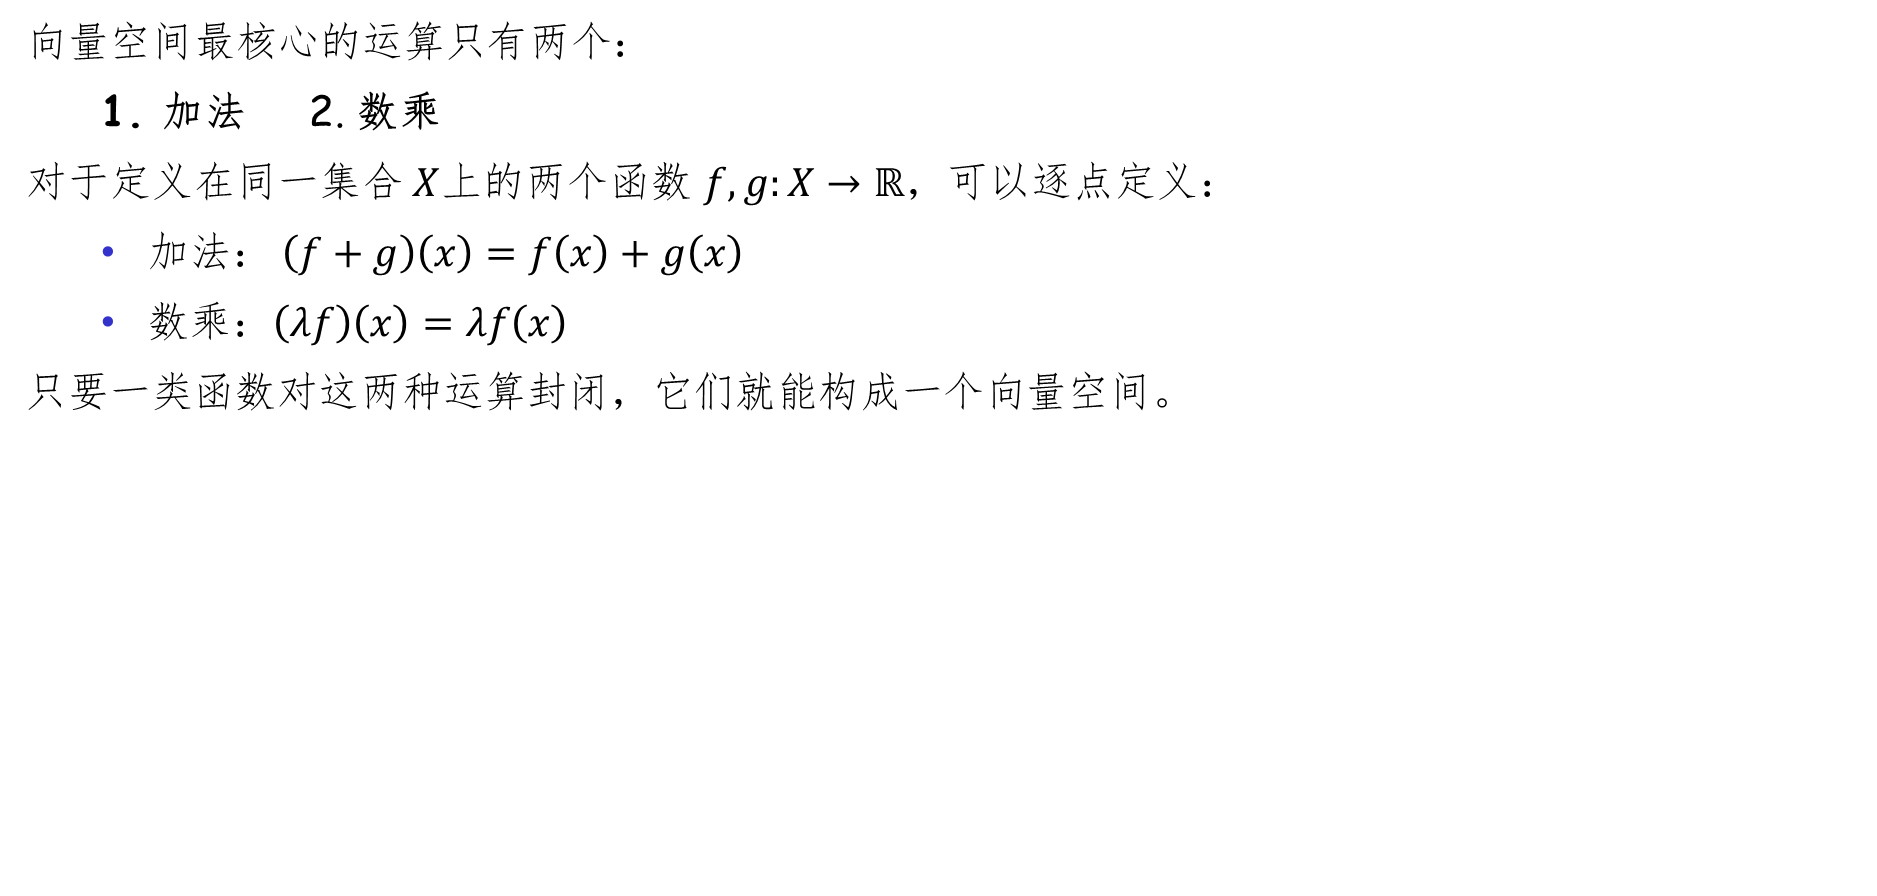 向量空间最核心的运算只有两个：
1. 加法 2. 数乘
对于定义在同一集合 X上的两个函数 f,g:X → ℝ，可以逐点定义：
• 加法： (f + g)(x) = f(x) + g(x)
• 数乘：(λf)(x) = λf(x)
只要一类函数对这两种运算封闭，它们就能构成一个向量空间。